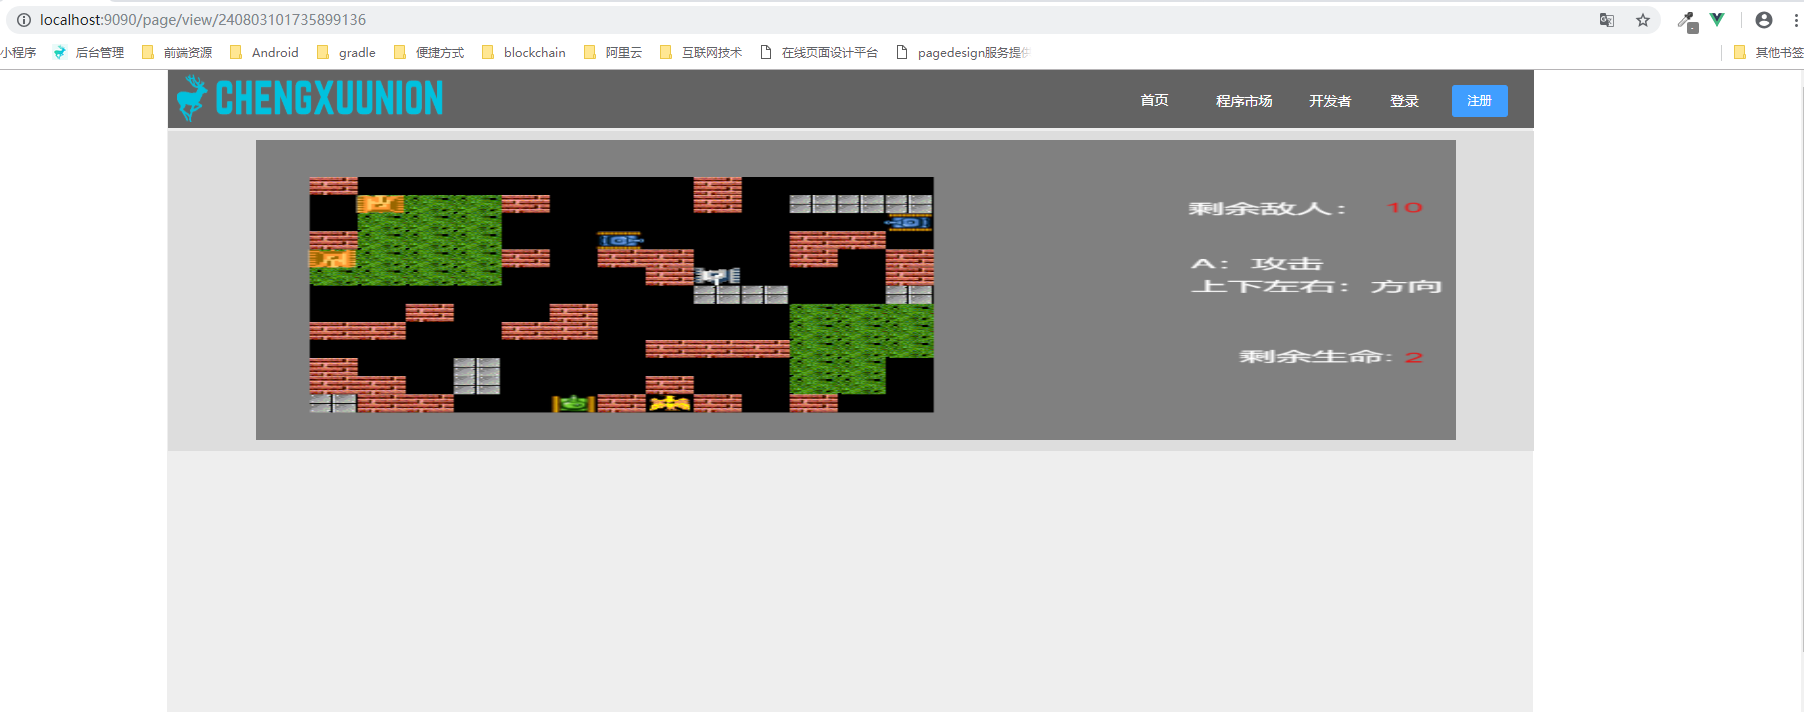 localhost:9090/page/view/240803101735899136
小程序 后台管理 前端资源 Android gradle 便捷方式 blockchain 阿里云 互联网技术 在线页面设计平台 pagedesign服务提供 其他书签
CHENGXUUNION 首页 程序市场 开发者 登录 注册
剩余敌人： 10
A： 攻击
上下左右： 方向
剩余生命: 2